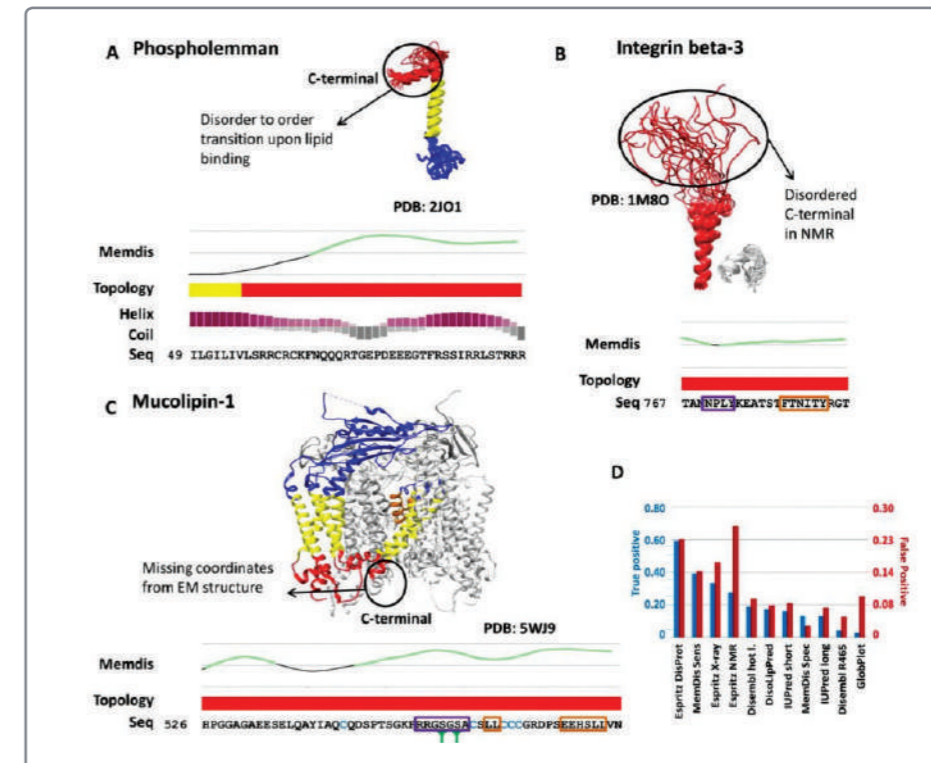 A Phospholemman
C-terminal
Disorder to order
transition upon lipid
binding
PDB: 2JO1
Memdis
Topology
Helix
Coil
Seq 49 ILGILIVLSRRCRCKFNQQQRTGEPDEEEGTFRSSIRRLSTRRR
B Integrin beta-3
PDB: 1M8O
Disordered
C-terminal
in NMR
Memdis
Topology
Seq 767 TANNPLYKEATSTFTNITYRGT
C Mucolipin-1
Missing coordinates
from EM structure
C-terminal
PDB: 5WJ9
Memdis
Topology
Seq 526 HPGGAGAEESELQAYIAQCQDSPTSGKFRRGSGSACSLLCCCGRDPSEEHSLLVN
D
True positive
0.80
0.60
0.40
0.20
0
False Positive
0.30
0.23
0.14
0.08
0
Espritz DisProt
MemDis Sens
Espritz X-ray
Espritz NMR
Disembl hot l.
DisoLipPred
IUPred short
MemDis Spec
IUPred long
Disembl R465
GlobPlot